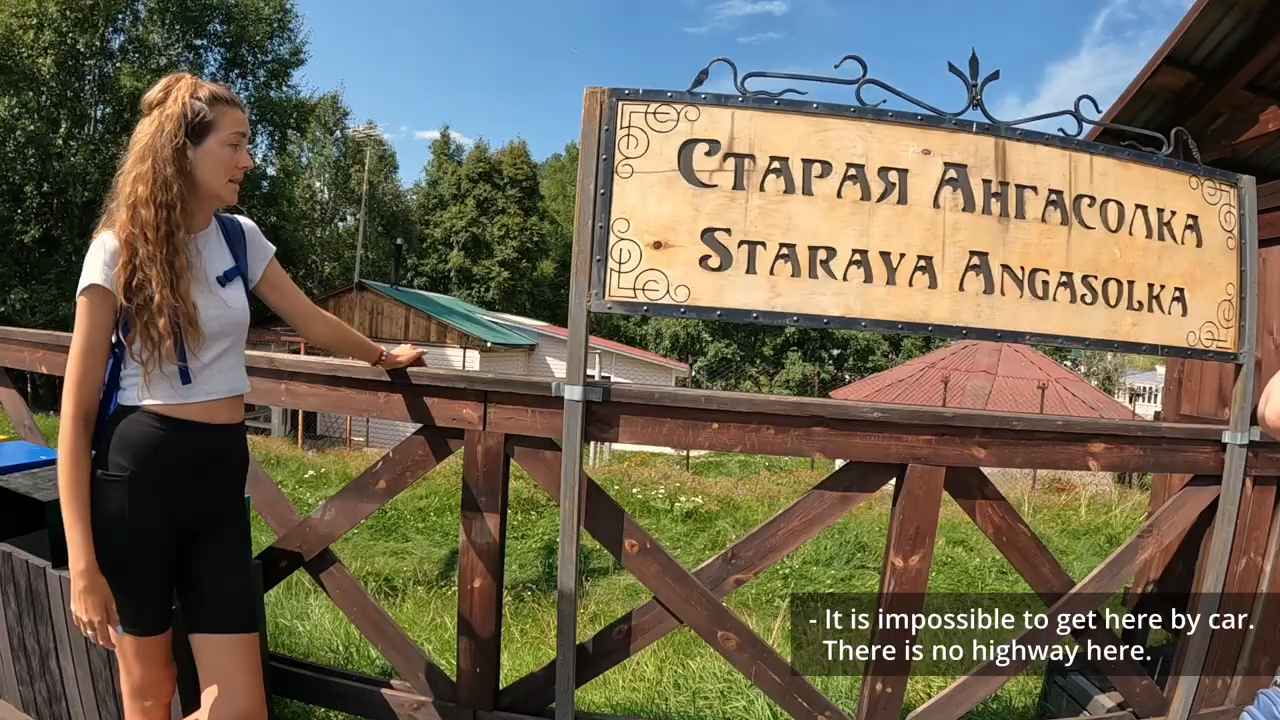 Старая Ангасолка
Staraya Angasolka
- It is impossible to get here by car.
There is no highway here.